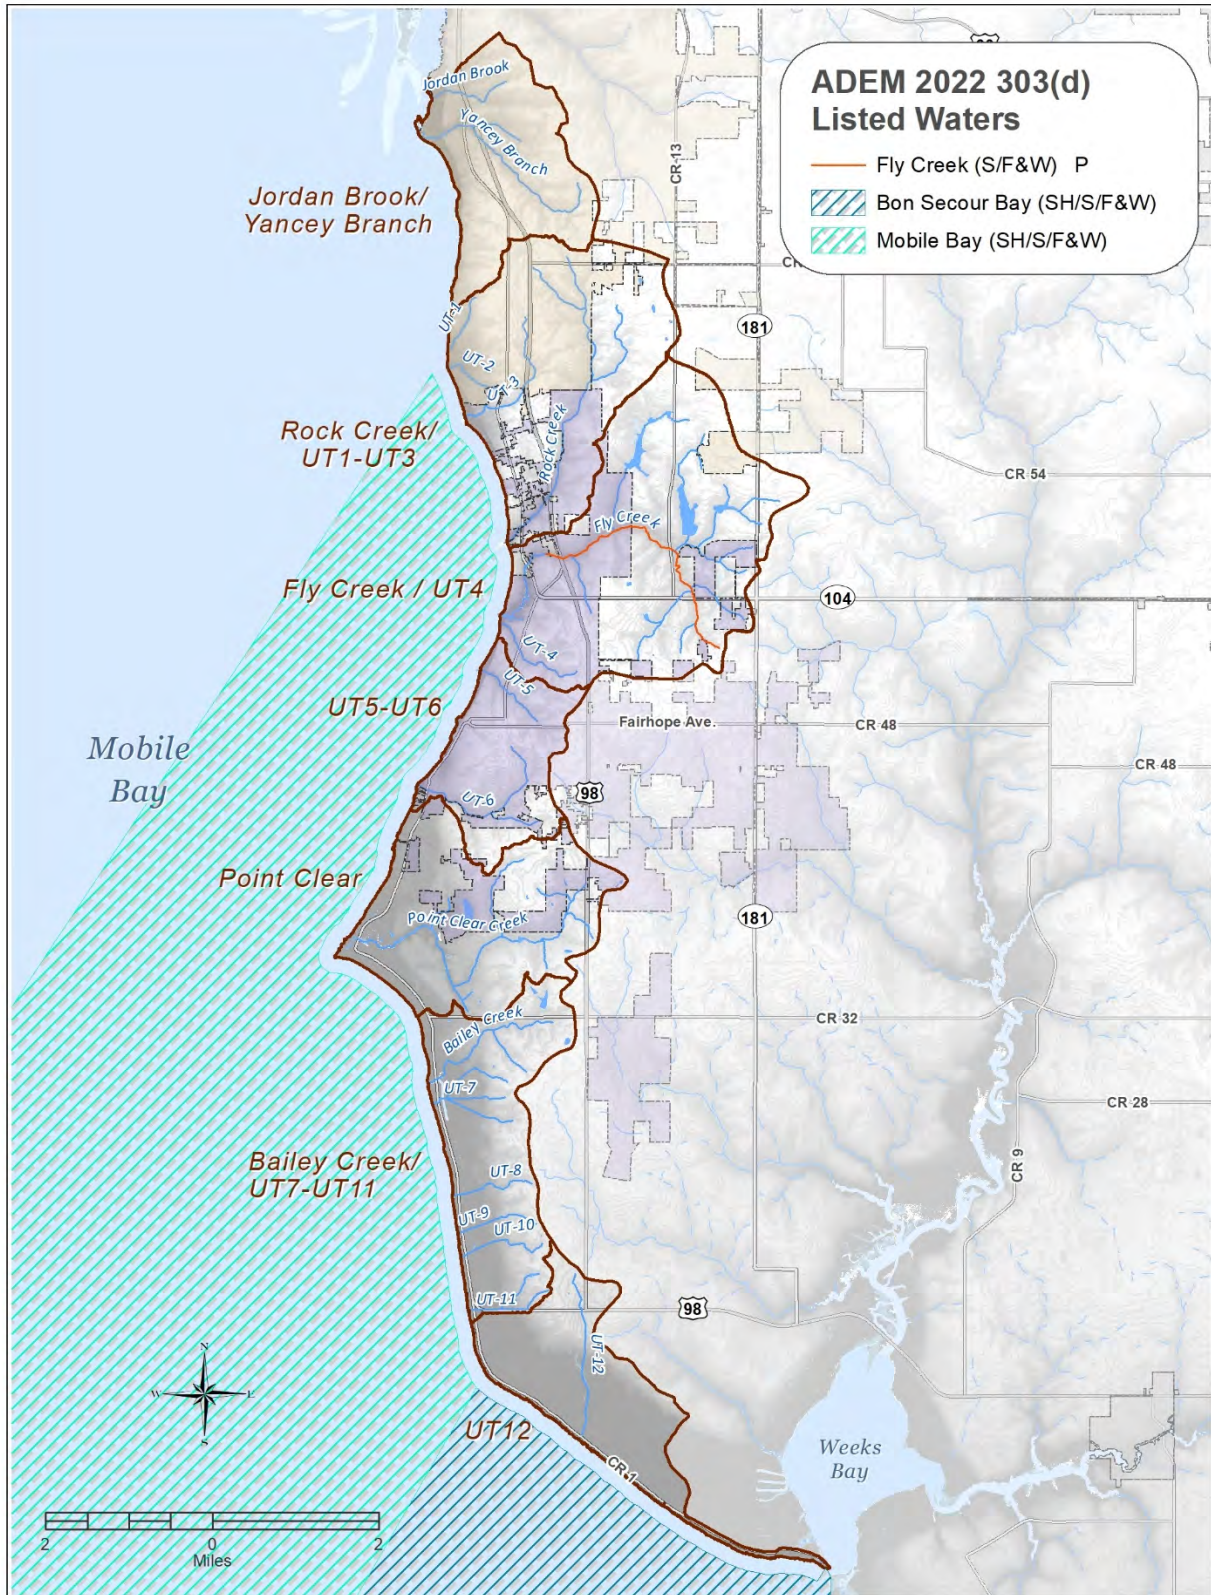 ADEM 2022 303(d)
Listed Waters
Fly Creek (S/F&W) P
Bon Secour Bay (SH/S/F&W)
Mobile Bay (SH/S/F&W)
Jordan Brook
Yancey Branch
CR-13
Jordan Brook/
Yancey Branch
UT-1
181
UT-2
UT-3
Rock Creek/
UT1-UT3
Rock Creek
CR 54
Fly Creek
Fly Creek / UT4
104
UT-4
UT-5
UT5-UT6
Fairhope Ave.
CR 48
Mobile
Bay
CR 48
UT-6
98
Point Clear
Point Clear Creek
181
Bailey Creek
CR 32
UT-7
CR 28
Bailey Creek/
UT7-UT11
UT-8
CR 9
UT-9
UT-10
UT-11
98
UT-12
N
W
E
S
UT12
CR 1
Weeks
Bay
2
0
2
Miles